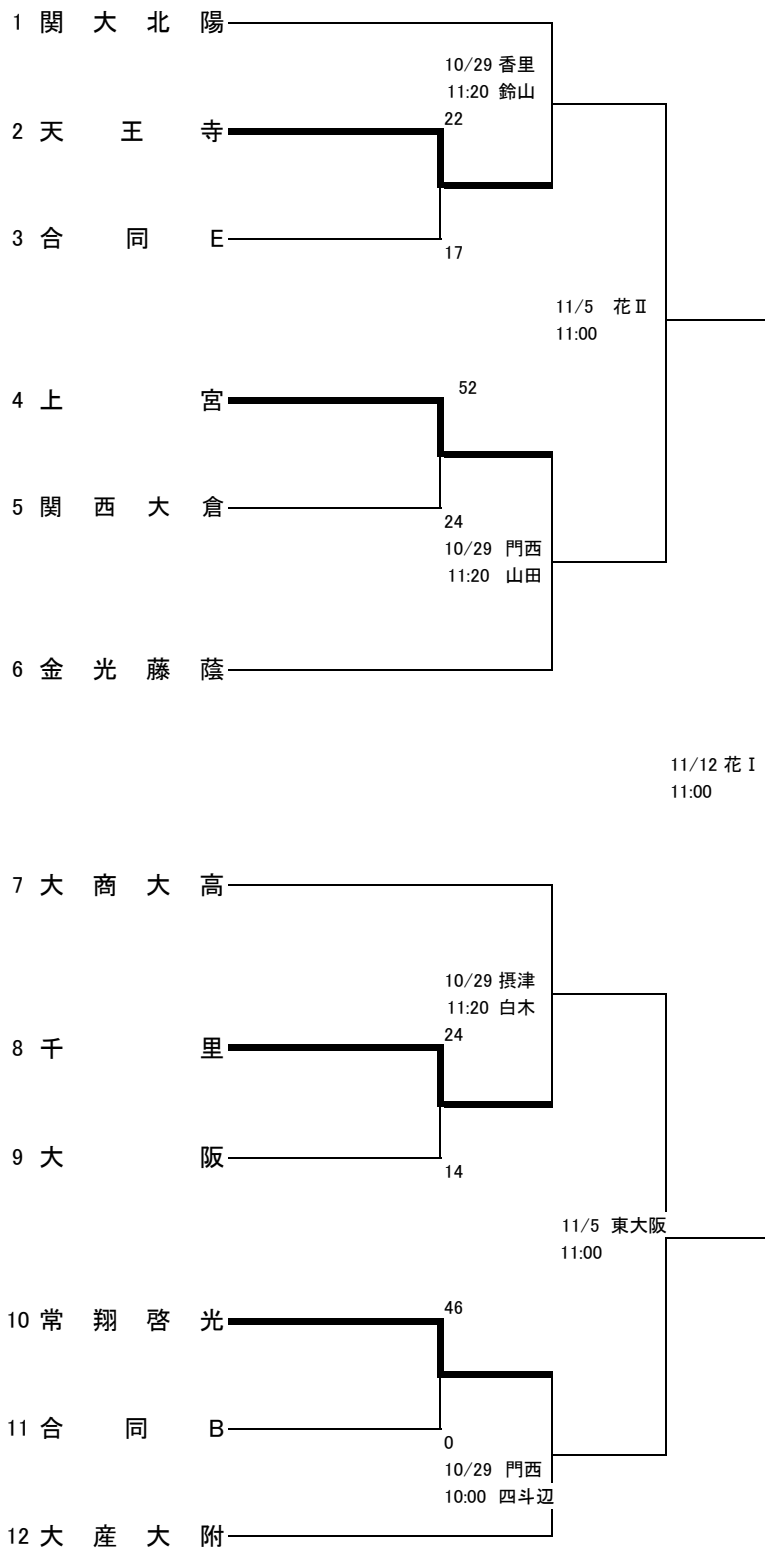 1 関大北陽
10/29 香里
11:20 鈴山
22
2 天王寺
3 合同E
17
11/5 花Ⅱ
11:00
52
4 上宮
5 関西大倉
24
10/29 門西
11:20 山田
6 金光藤蔭
11/12 花Ⅰ
11:00
7 大商大高
10/29 摂津
11:20 白木
24
8 千里
9 大阪
14
11/5 東大阪
11:00
46
10 常翔啓光
11 合同B
0
10/29 門西
10:00 四斗辺
12 大産大附